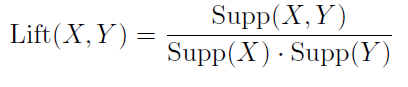 Lift(X, Y) = Supp(X, Y) / Supp(X) · Supp(Y)